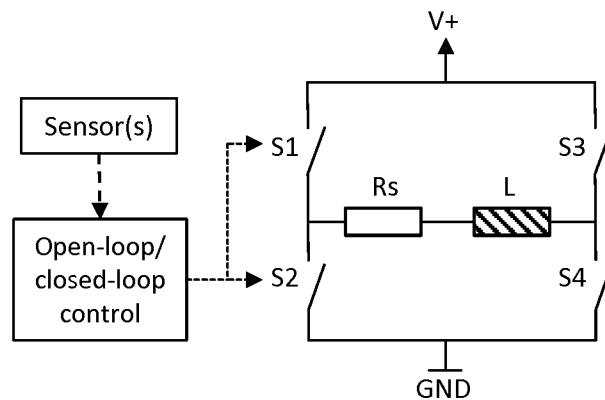 V+
Sensor(s)
S1
S3
Rs
L
Open-loop/
closed-loop
control
S2
S4
GND